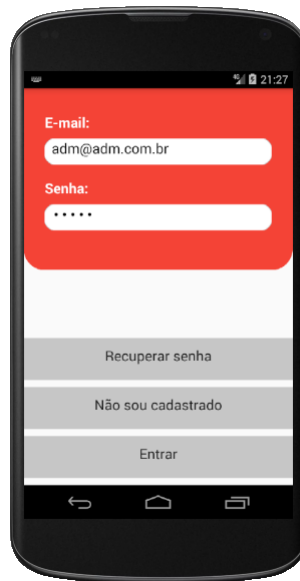 21:27
E-mail:
adm@adm.com.br
Senha:
•••••
Recuperar senha
Não sou cadastrado
Entrar